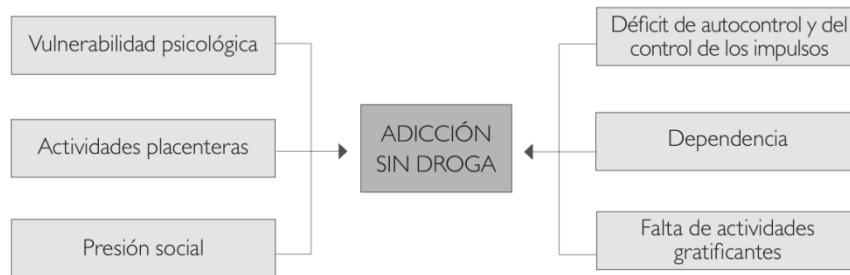 Vulnerabilidad psicológica
Actividades placenteras
Presión social
ADICCIÓN
SIN DROGA
Déficit de autocontrol y del
control de los impulsos
Dependencia
Falta de actividades
gratificantes